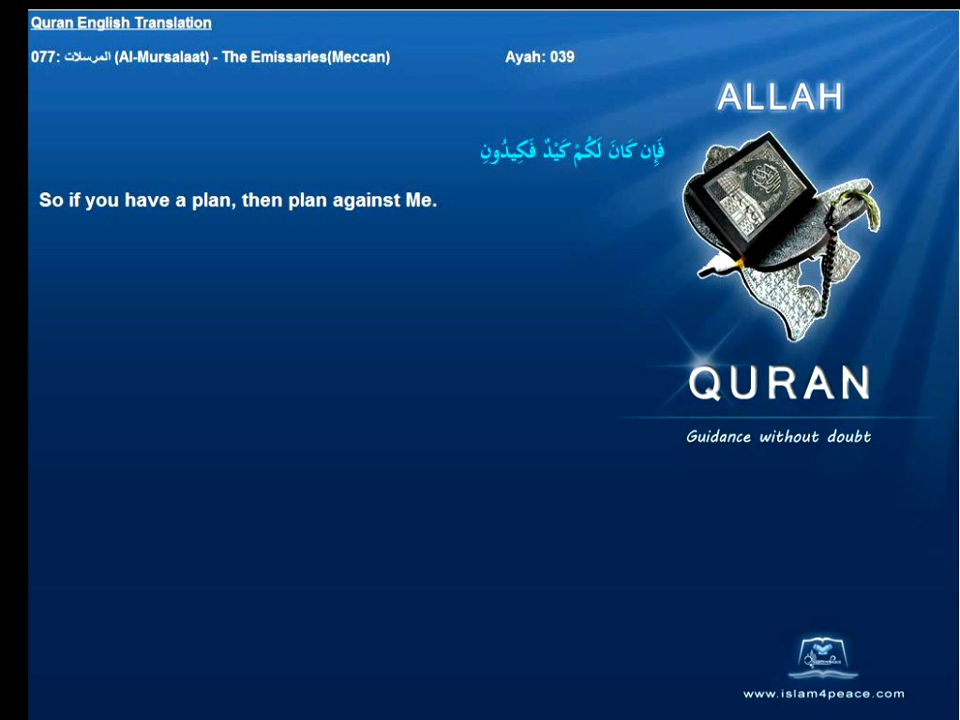 Quran English Translation
077: المرسلات (Al-Mursalaat) - The Emissaries(Meccan) Ayah: 039
ALLAH
فَإِن كَانَ لَكُمْ كَيْدٌ فَكِيدُونِ
So if you have a plan, then plan against Me.
QURAN
Guidance without doubt
www.islam4peace.com